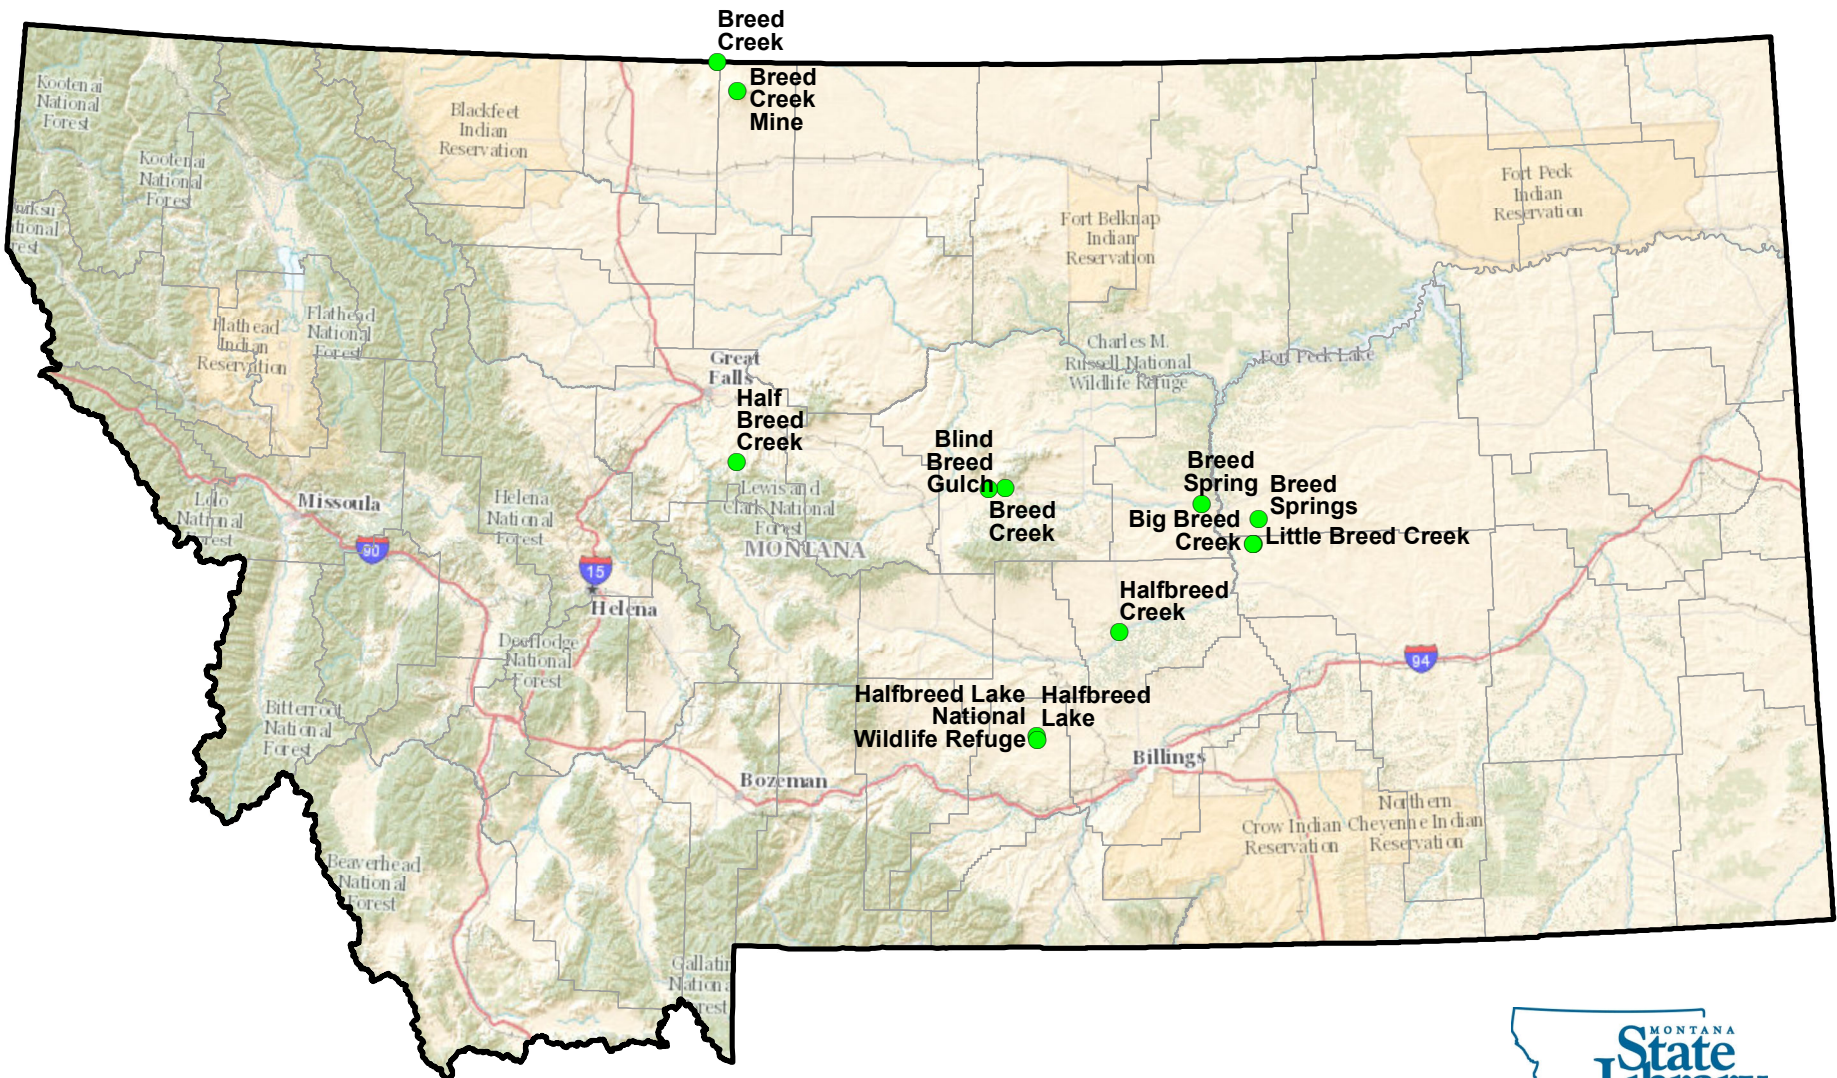 Breed
Creek
Breed
Creek
Mine
Kootenai
National
Forest
Blackfeet
Indian
Reservation
Kootenai
National
Forest
Fort Peck
Indian
Reservation
Fort Belknap
Indian
Reservation
Flathead
National
Forest
Flathead
Indian
Reservation
Charles M.
Russell National
Wildlife Refuge
Fort Peck Lake
Great
Falls
Half
Breed
Creek
Blind
Breed
Gulch
Breed
Creek
Breed
Spring
Breed
Springs
Big Breed
Creek
Little Breed Creek
Lewis and
Clark National
Forest
MONTANA
Lolo
National
Forest
Missoula
Helena
National
Forest
90
15
Helena
Halfbreed
Creek
Deerlodge
National
Forest
94
Bitterroot
National
Forest
Halfbreed Lake
National
Wildlife Refuge
Halfbreed
Lake
Billings
Bozeman
Crow Indian
Reservation
Northern
Cheyenne Indian
Reservation
Beaverhead
National
Forest
Gallatin
National
MONTANA
State
Library